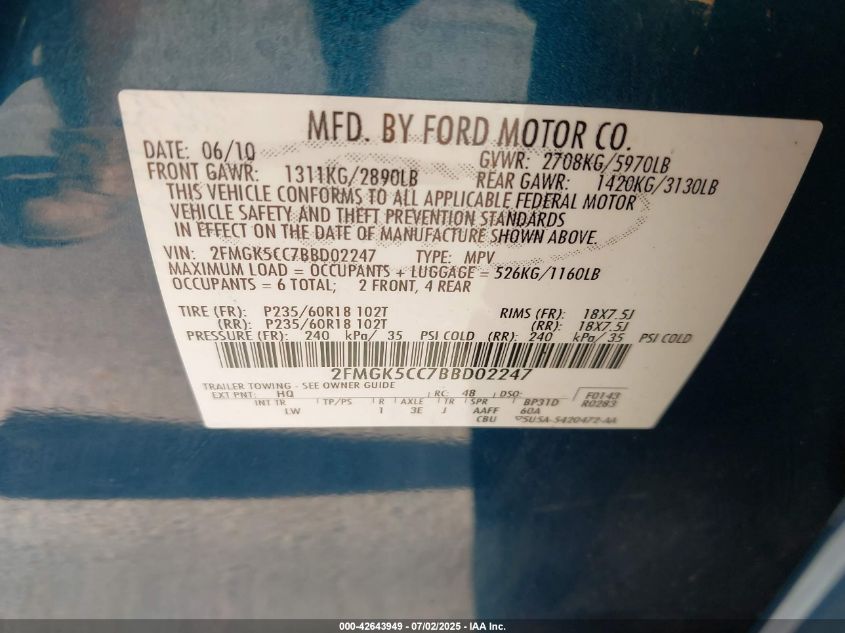 MFD. BY FORD MOTOR CO.
DATE: 06/10 GVWR: 2708KG/5970LB
FRONT GAWR: 1311KG/2890LB REAR GAWR: 1420KG/3130LB
THIS VEHICLE CONFORMS TO ALL APPLICABLE FEDERAL MOTOR
VEHICLE SAFETY AND THEFT PREVENTION STANDARDS
IN EFFECT ON THE DATE OF MANUFACTURE SHOWN ABOVE.
VIN: 2FMGK5CC7BBD02247 TYPE: MPV
MAXIMUM LOAD = OCCUPANTS + LUGGAGE = 526KG/1160LB
OCCUPANTS = 6 TOTAL; 2 FRONT, 4 REAR
TIRE (FR): P235/60R18 102T RIMS (FR): 18X7.5J
(RR): P235/60R18 102T (RR): 18X7.5J
PRESSURE (FR): 240 kPa/ 35 PSI COLD (RR): 240 kPa/ 35 PSI COLD
2FMGK5CC7BBD02247
TRAILER TOWING - SEE OWNER GUIDE
EXT PNT: HQ RC: 48 DSO: F0143
INT TR TP/PS R AXLE TR SPR BP31D R0283
LW 1 3E J AAFF 60A
CBU 5U5A-5420472-AA
000-42643949 - 07/02/2025 - IAA Inc.